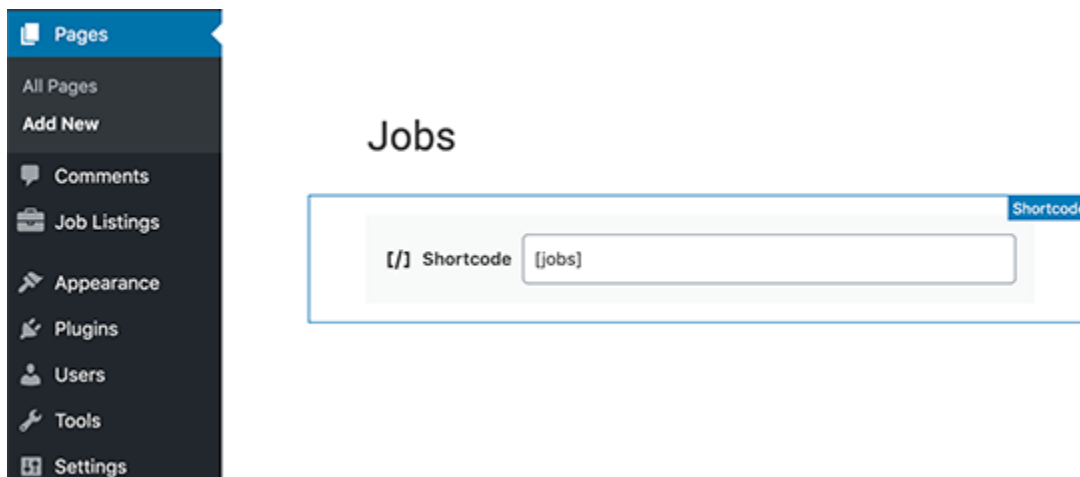 Pages
All Pages
Add New
Comments
Job Listings
Appearance
Plugins
Users
Tools
Settings
Jobs
Shortcode
[/] Shortcode [jobs]